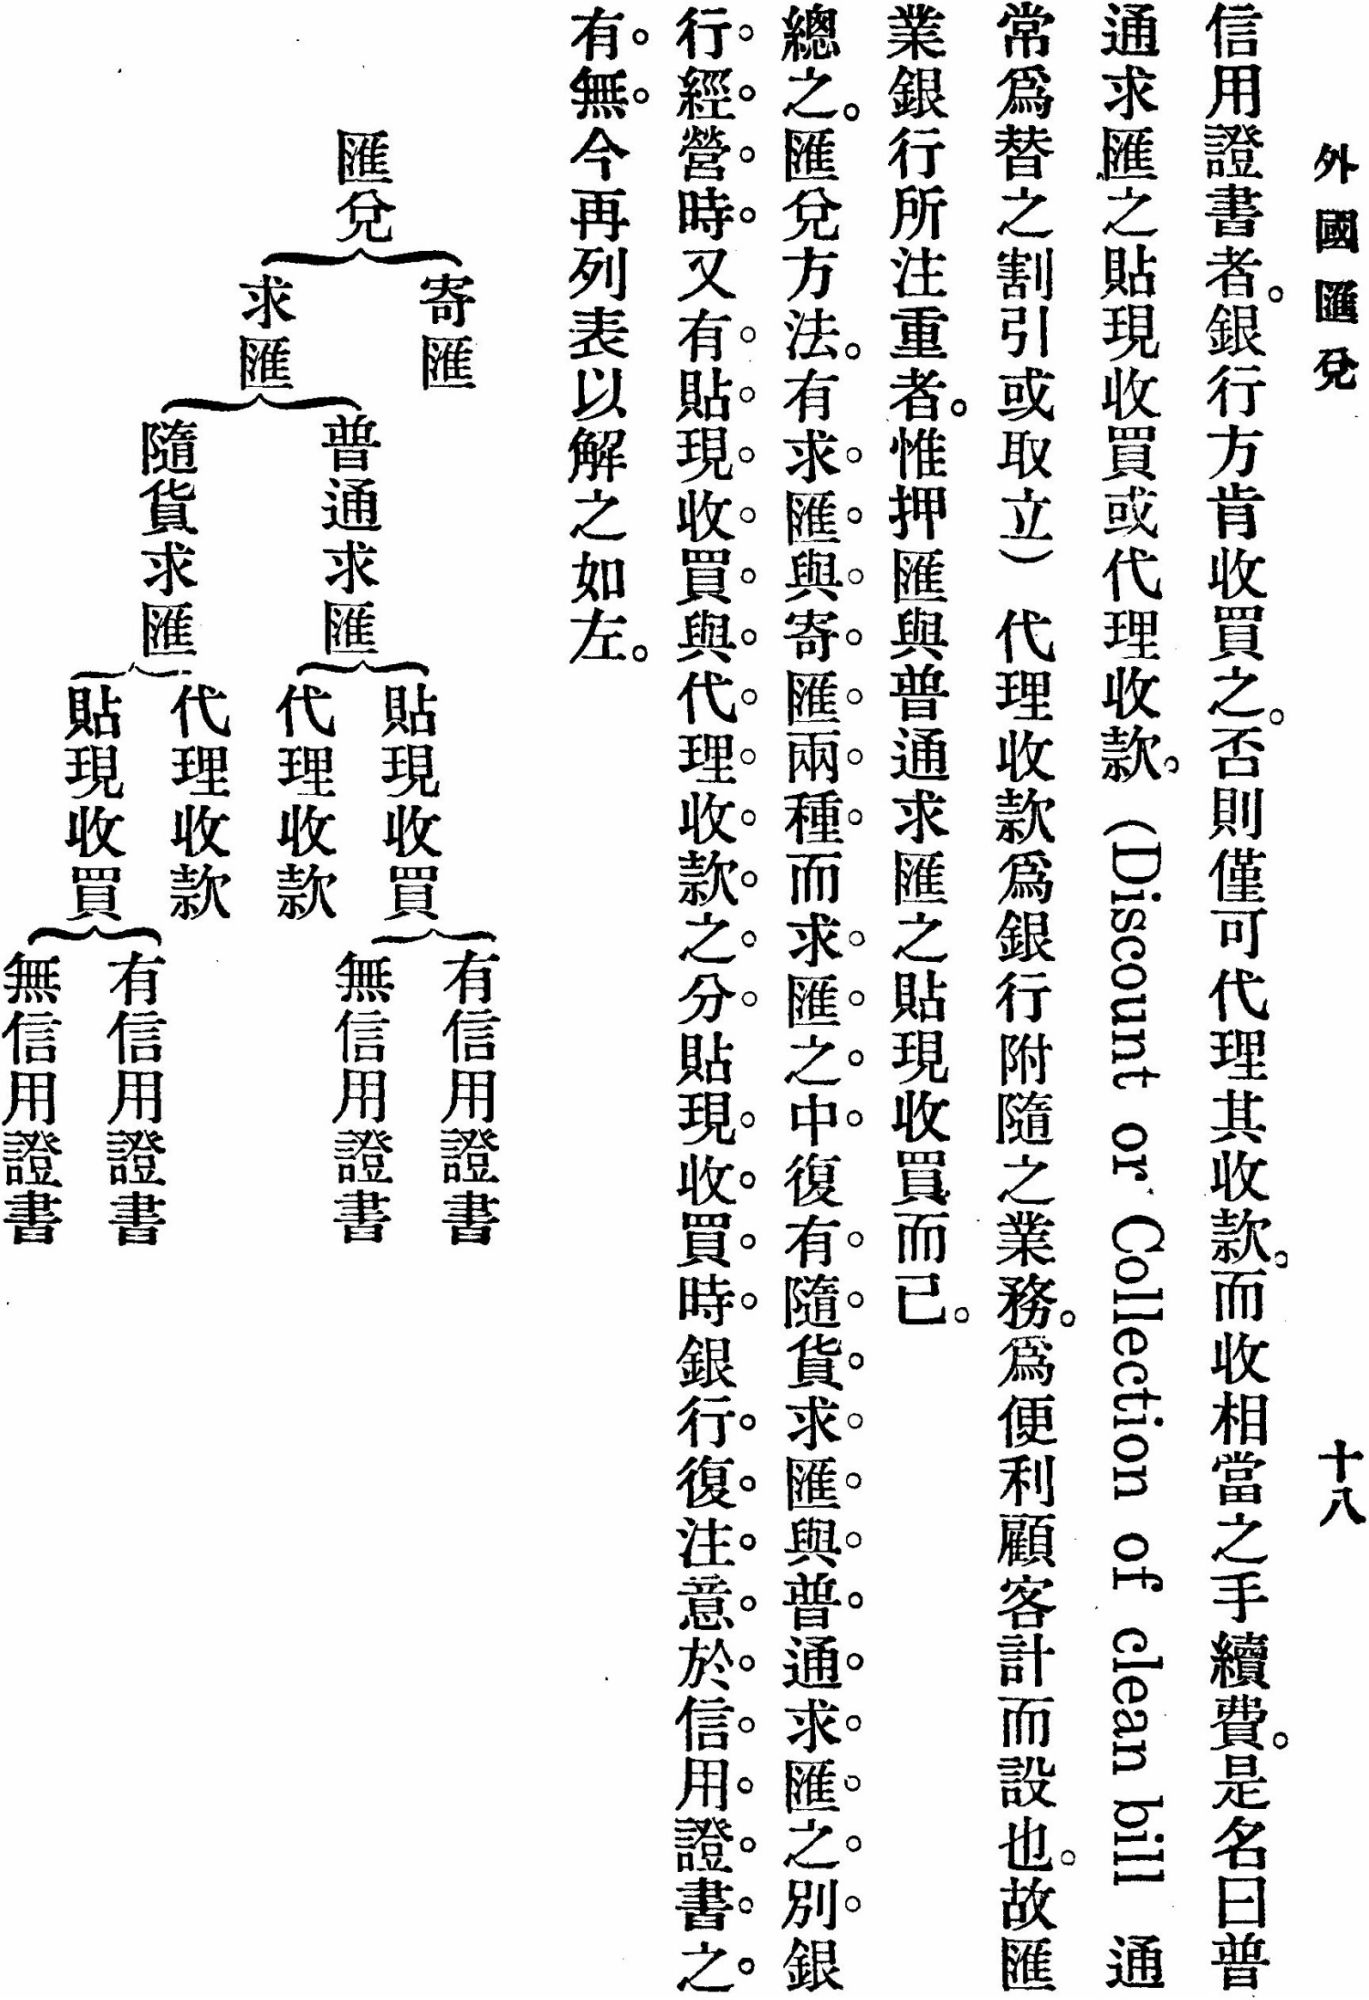 外國匯兌
十八
信用證書者。銀行方肯收買之。否則僅可代理其收款。而收相當之手續費。是名曰普
通求匯之貼現收買或代理收款。(Discount or Collection of clean bill 通
常爲替之割引或取立)代理收款爲銀行附隨之業務。爲便利顧客計而設也。故匯
業銀行所注重者。惟押匯與普通求匯之貼現收買而已。
總之。匯兌方法。有求匯與寄匯兩種而求匯之中復有隨貨求匯與普通求匯之別銀
行經營時又有貼現收買與代理收款之分貼現收買時銀行復注意於信用證書之
有無今再列表以解之如左。
匯兌
寄匯
求匯
普通求匯
隨貨求匯
貼現收買
代理收款
代理收款
貼現收買
有信用證書
無信用證書
有信用證書
無信用證書